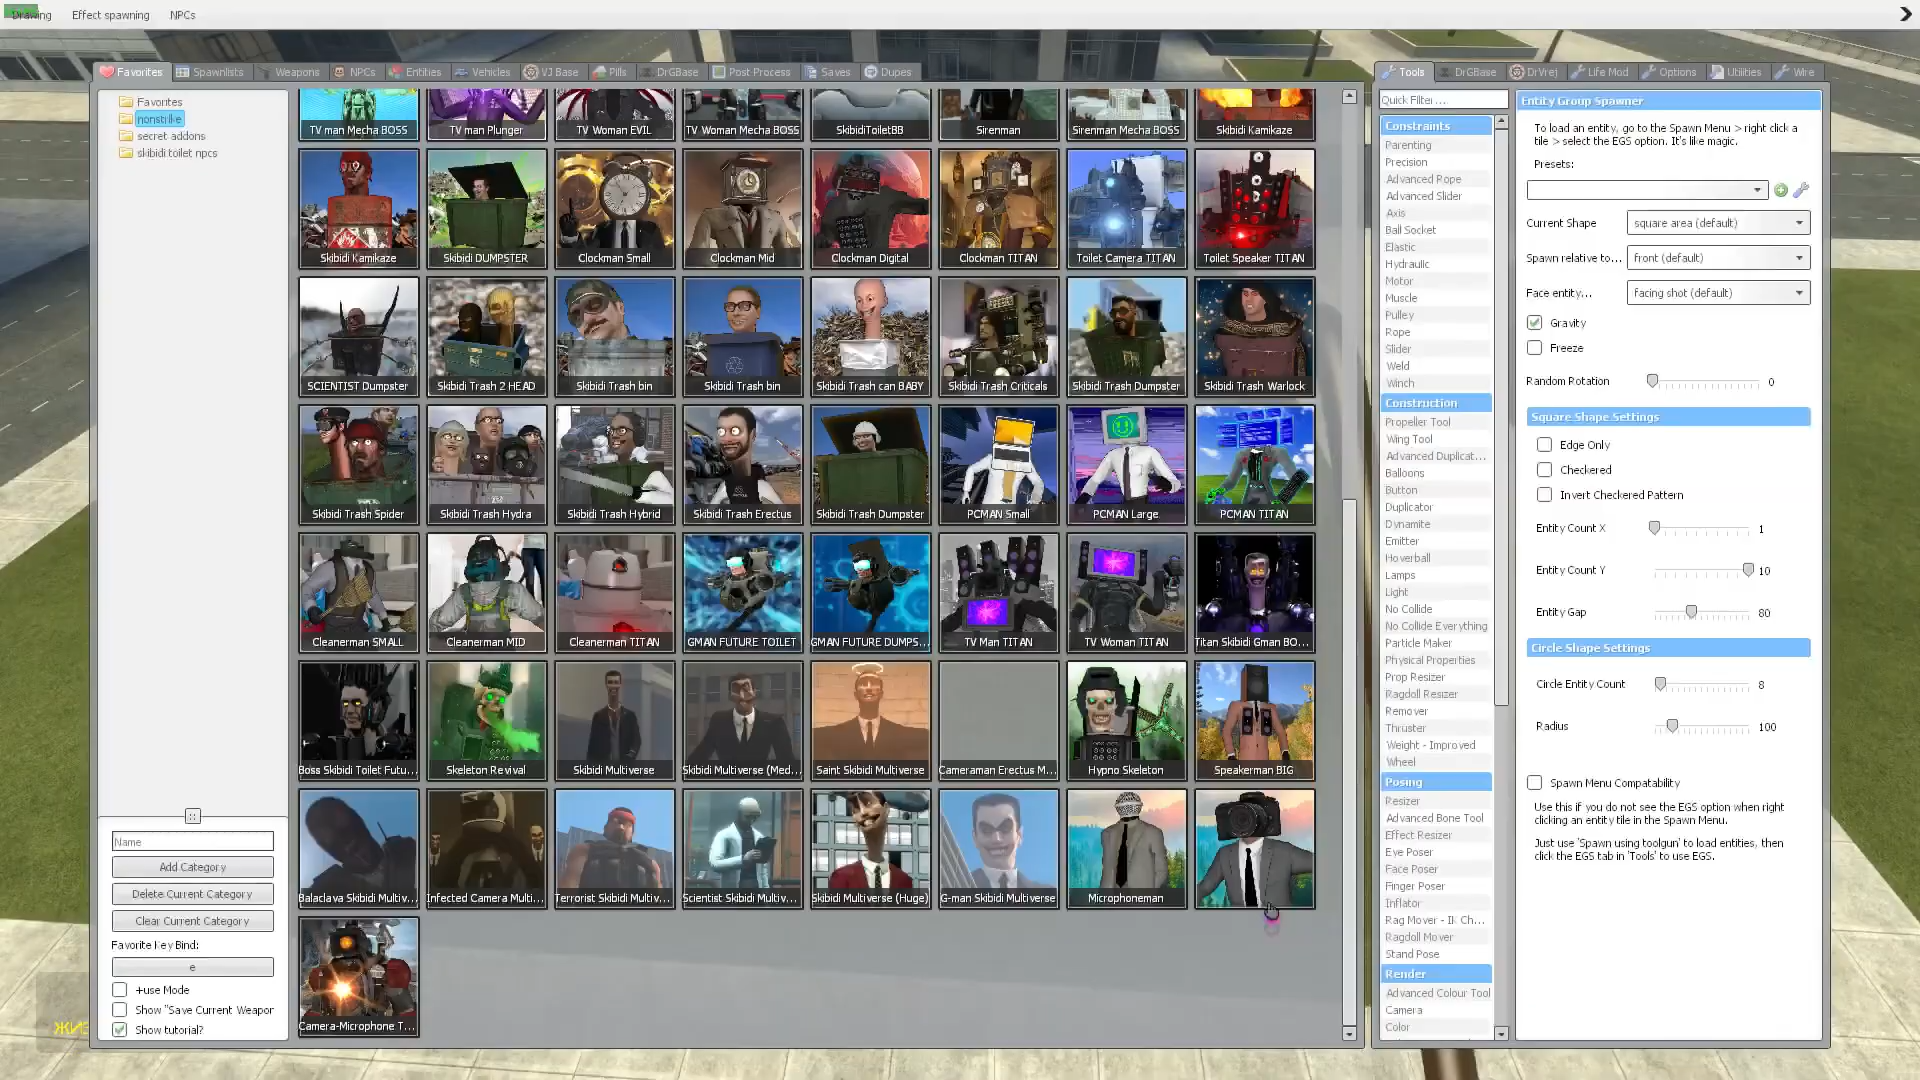 Drawing Effect spawning NPCs
Favorites Spawnlists Weapons NPCs Entities Vehicles VJ Base Pills DrGBase Post Process Saves Dupes
Tools DrGBase DrVrej Life Mod Options Utilities Wire
Favorites
nonstrike
secret addons
skibidi toilet npcs
TV man Mecha BOSS TV man Plunger TV Woman EVIL TV Woman Mecha BOSS SkibidiToiletBB Sirenman Sirenman Mecha BOSS Skibidi Kamikaze
Skibidi Kamikaze Skibidi DUMPSTER Clockman Small Clockman Mid Clockman Digital Clockman TITAN Toilet Camera TITAN Toilet Speaker TITAN
SCIENTIST Dumpster Skibidi Trash 2 HEAD Skibidi Trash bin Skibidi Trash bin Skibidi Trash can BABY Skibidi Trash Criticals Skibidi Trash Dumpster Skibidi Trash Warlock
Skibidi Trash Spider Skibidi Trash Hydra Skibidi Trash Hybrid Skibidi Trash Erectus Skibidi Trash Dumpster PCMAN Small PCMAN Large PCMAN TITAN
Cleanerman SMALL Cleanerman MID Cleanerman TITAN GMAN FUTURE TOILET GMAN FUTURE DUMPS... TV Man TITAN TV Woman TITAN Titan Skibidi Gman BO...
Boss Skibidi Toilet Futu... Skeleton Revival Skibidi Multiverse Skibidi Multiverse (Med... Saint Skibidi Multiverse Cameraman Erectus M... Hypno Skeleton Speakerman BIG
Balaclava Skibidi Multiv... Infected Camera Multi... Terrorist Skibidi Multiv... Scientist Skibidi Multiv... Skibidi Multiverse (Huge) G-man Skibidi Multiverse Microphoneman
Camera-Microphone T...
Name
Add Category
Delete Current Category
Clear Current Category
Favorite Key Bind:
e
+use Mode
Show "Save Current Weapon
Show tutorial?
ЖИЗ
Quick Filter ...
Constraints
Parenting
Precision
Advanced Rope
Advanced Slider
Axis
Ball Socket
Elastic
Hydraulic
Motor
Muscle
Pulley
Rope
Slider
Weld
Winch
Construction
Propeller Tool
Wing Tool
Advanced Duplicat...
Balloons
Button
Duplicator
Dynamite
Emitter
Hoverball
Lamps
Light
No Collide
No Collide Everything
Particle Maker
Physical Properties
Prop Resizer
Ragdoll Resizer
Remover
Thruster
Weight - Improved
Wheel
Posing
Resizer
Advanced Bone Tool
Effect Resizer
Eye Poser
Face Poser
Finger Poser
Inflator
Rag Mover - IK Ch...
Ragdoll Mover
Stand Pose
Render
Advanced Colour Tool
Camera
Color
Entity Group Spawner
To load an entity, go to the Spawn Menu > right click a
tile > select the EGS option. It's like magic.
Presets:
Current Shape square area (default)
Spawn relative to... front (default)
Face entity... facing shot (default)
Gravity
Freeze
Random Rotation 0
Square Shape Settings
Edge Only
Checkered
Invert Checkered Pattern
Entity Count X 1
Entity Count Y 10
Entity Gap 80
Circle Shape Settings
Circle Entity Count 8
Radius 100
Spawn Menu Compatability
Use this if you do not see the EGS option when right
clicking an entity tile in the Spawn Menu.
Just use 'Spawn using toolgun' to load entities, then
click the EGS tab in 'Tools' to use EGS.